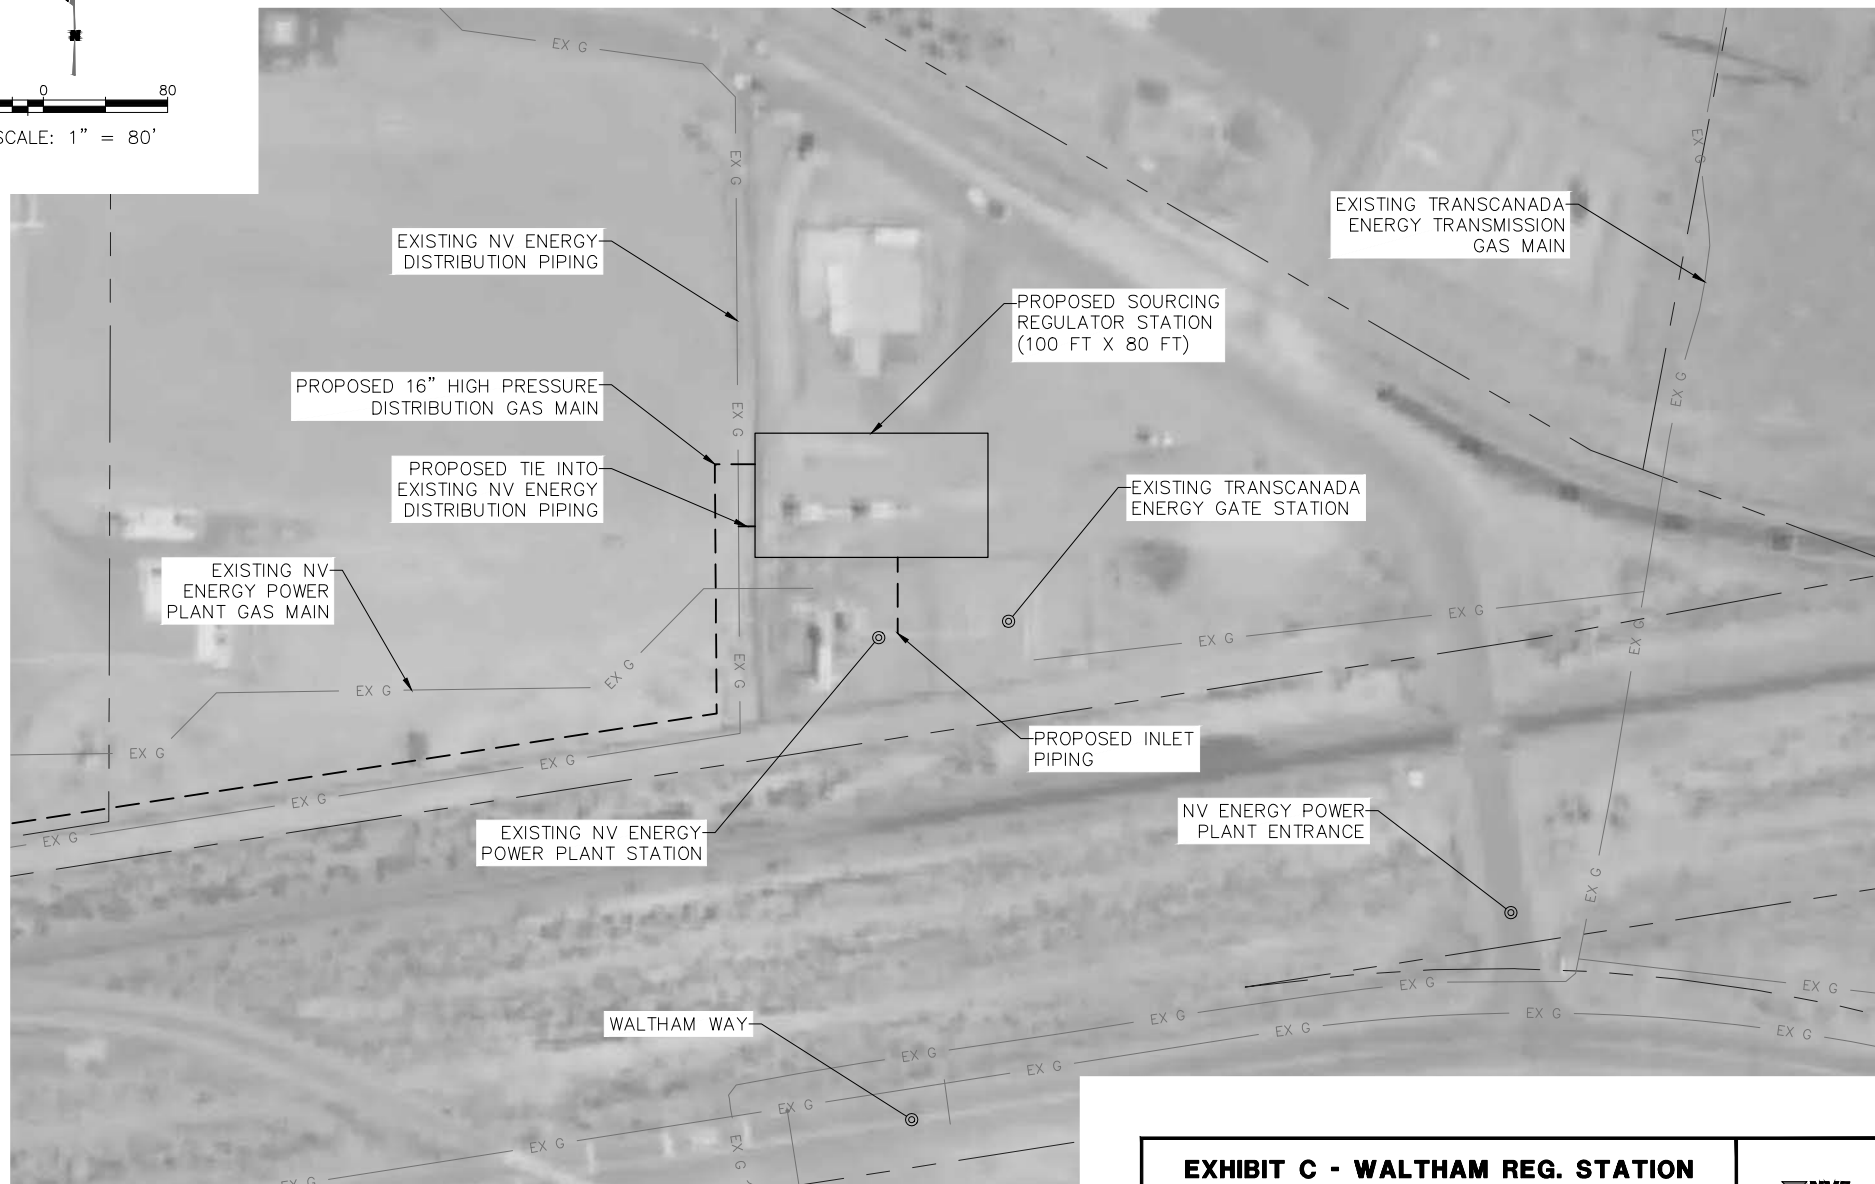 0 80
SCALE: 1" = 80'
EX G
EX G
EX G
EXISTING TRANSCANADA
ENERGY TRANSMISSION
GAS MAIN
EXISTING NV ENERGY
DISTRIBUTION PIPING
PROPOSED SOURCING
REGULATOR STATION
(100 FT X 80 FT)
PROPOSED 16" HIGH PRESSURE
DISTRIBUTION GAS MAIN
EX G
EX G
PROPOSED TIE INTO
EXISTING NV ENERGY
DISTRIBUTION PIPING
EXISTING TRANSCANADA
ENERGY GATE STATION
EXISTING NV
ENERGY POWER
PLANT GAS MAIN
EX G
EX G
EX G
EX G
EX G
EX G
EX G
EX G
PROPOSED INLET
PIPING
EX G
EX G
EX G
EXISTING NV ENERGY
POWER PLANT STATION
NV ENERGY POWER
PLANT ENTRANCE
EX G
EX G
EX G
EX G
EX G
EX G
EX G
WALTHAM WAY
EX G
EX G
EX G
EX G
EX G
EX G
EXHIBIT C - WALTHAM REG. STATION